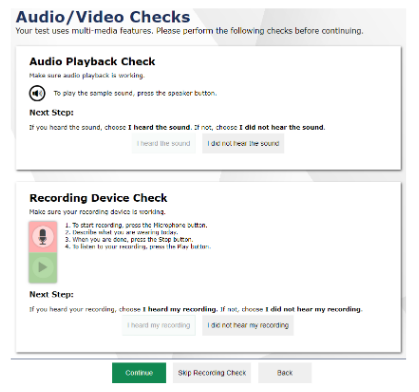 Audio/Video Checks
Your test uses multi-media features. Please perform the following checks before continuing.
Audio Playback Check
Make sure audio playback is working.
To play the sample sound, press the speaker button.
Next Step:
If you heard the sound, choose I heard the sound. If not, choose I did not hear the sound.
I heard the sound I did not hear the sound
Recording Device Check
Make sure your recording device is working.
1. To start recording, press the Microphone button.
2. Describe what you are wearing today.
3. When you are done, press the Stop button.
4. To listen to your recording, press the Play button.
Next Step:
If you heard your recording, choose I heard my recording. If not, choose I did not hear my recording.
I heard my recording I did not hear my recording
Continue Skip Recording Check Back